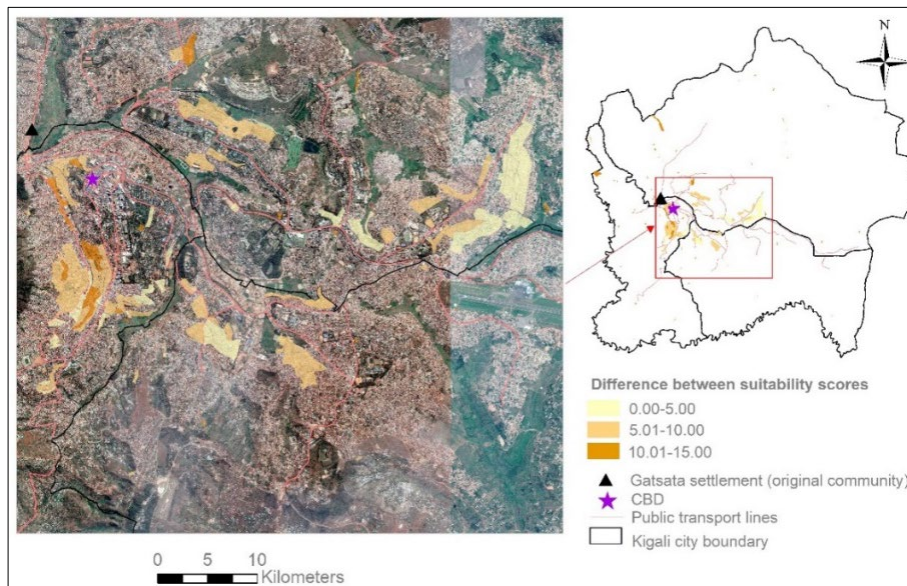 N
Difference between suitability scores
0.00-5.00
5.01-10.00
10.01-15.00
Gatsata settlement (original community)
CBD
Public transport lines
Kigali city boundary
0 5 10
Kilometers